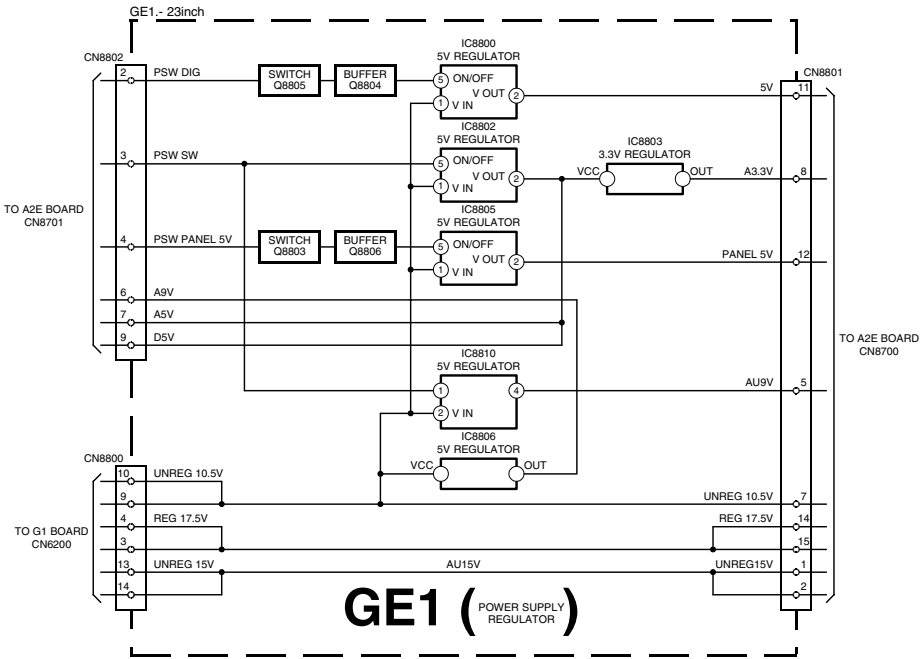 GE1.- 23inch
CN8802
IC8800
5V REGULATOR
CN8801
2 PSW DIG
SWITCH
Q8805
BUFFER
Q8804
5 ON/OFF
V OUT 2
1 V IN
5V 11
IC8802
5V REGULATOR
3 PSW SW
5 ON/OFF
V OUT 2
1 V IN
IC8803
3.3V REGULATOR
VCC OUT A3.3V 8
TO A2E BOARD
CN8701
IC8805
5V REGULATOR
4 PSW PANEL 5V
SWITCH
Q8803
BUFFER
Q8806
5 ON/OFF
V OUT 2
1 V IN
PANEL 5V 12
6 A9V
7 A5V
9 D5V
TO A2E BOARD
CN8700
IC8810
5V REGULATOR
1 4 AU9V 5
2 V IN
IC8806
5V REGULATOR
VCC OUT
CN8800
10 UNREG 10.5V
9 UNREG 10.5V 7
4 REG 17.5V REG 17.5V 14
TO G1 BOARD
CN6200
3 15
13 UNREG 15V AU15V UNREG15V 1
14 2
GE1 ( POWER SUPPLY
REGULATOR )